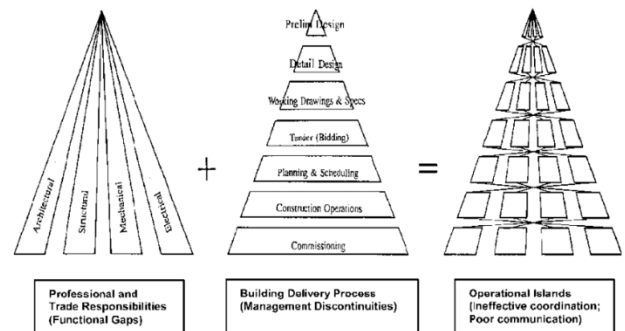 Architectural
Structural
Mechanical
Electrical
+
Prelim Design
Detail Design
Working Drawings & Specs
Tender (Bidding)
Planning & Scheduling
Construction Operations
Commissioning
=
Professional and
Trade Responsibilities
(Functional Gaps)
Building Delivery Process
(Management Discontinuities)
Operational Islands
(Ineffective coordination;
Poor communication)